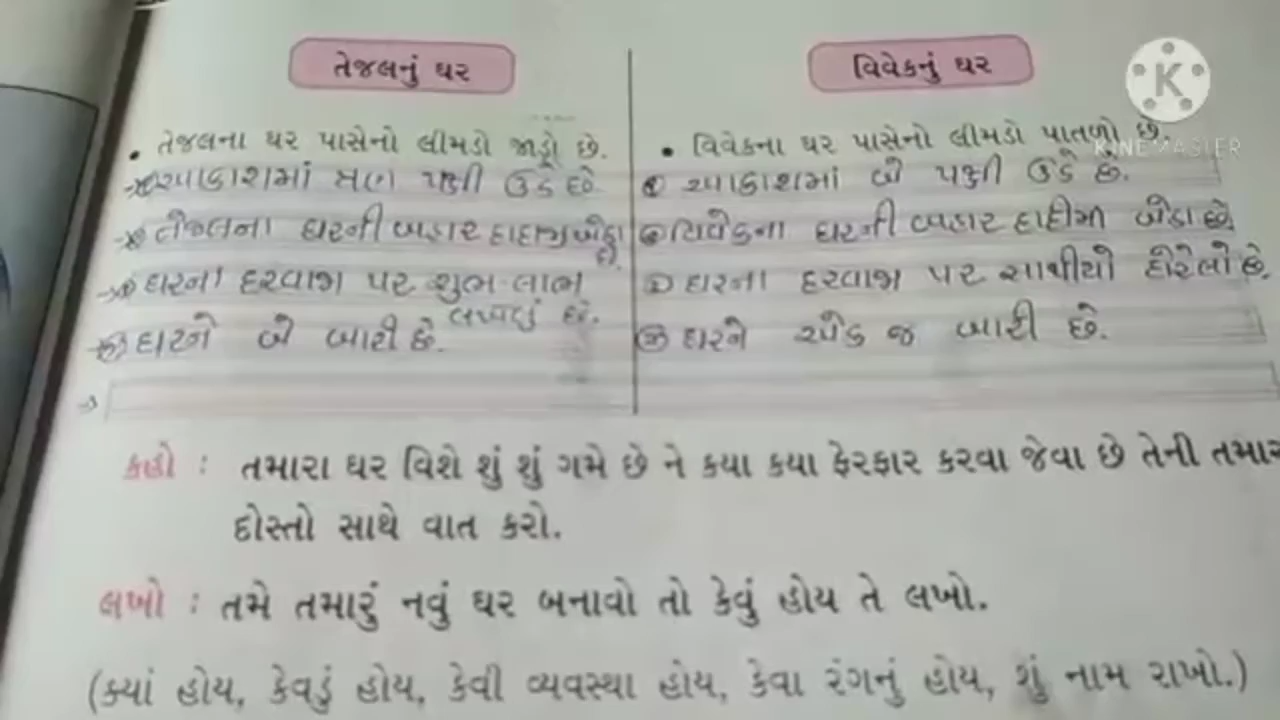 તેજલનું ઘર
• તેજલના ઘર પાસેનો લીમડો જાડ્રો છે.
આકાશમાં ત્રણ પક્ષી ઉડે છે
તેજલના ઘરની બહાર દાદાજી બેઠા
છે.
ઘરના દરવાજા પર શુભ-લાભ
લખેલું છે.
ઘરને બે બારી છે.
વિવેકનું ઘર
• વિવેકના ઘર પાસેનો લીમડો પાતળો છે.
આકાશમાં બે પક્ષી ઉડે છે.
વિવેકના ઘરની બહાર દાદીમા બેઠા છે.
ઘરના દરવાજા પર સાથીયો દોરેલો છે.
ઘરને એક જ બારી છે.
K
KINEMASTER
કહો : તમારા ઘર વિશે શું શું ગમે છે ને કયા કયા ફેરફાર કરવા જેવા છે તેની તમાર
દોસ્તો સાથે વાત કરો.
લખો : તમે તમારું નવું ઘર બનાવો તો કેવું હોય તે લખો.
(ક્યાં હોય, કેવડું હોય, કેવી વ્યવસ્થા હોય, કેવા રંગનું હોય, શું નામ રાખો.)